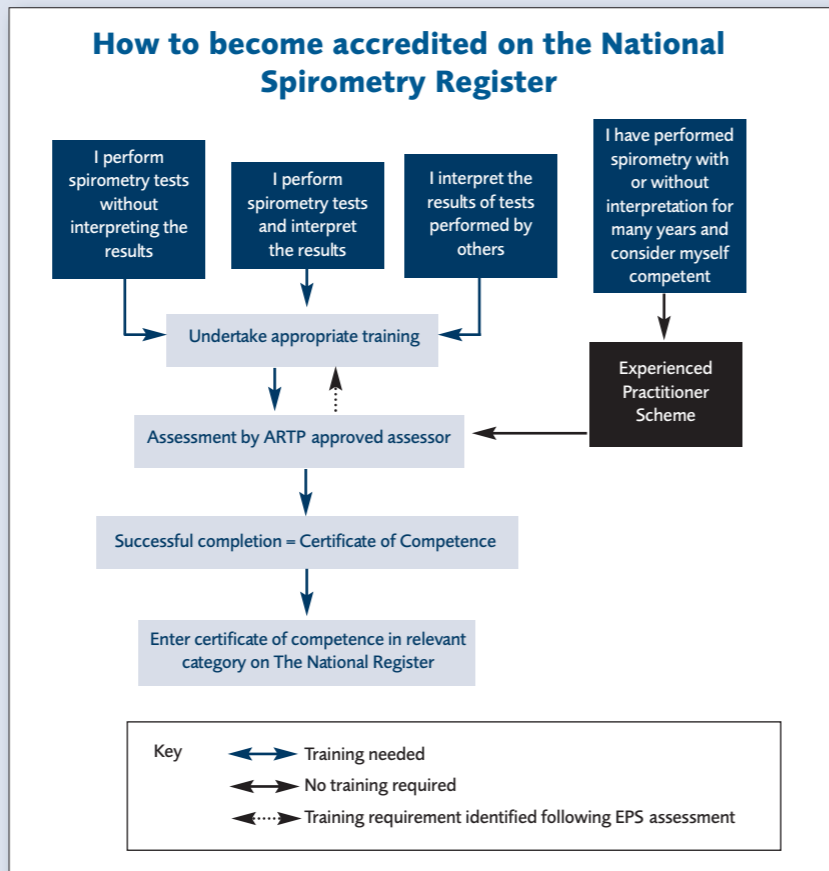 How to become accredited on the National
Spirometry Register
I perform
spirometry tests
without
interpreting the
results
I perform
spirometry tests
and interpret
the results
I interpret the
results of tests
performed by
others
I have performed
spirometry with
or without
interpretation for
many years and
consider myself
competent
Undertake appropriate training
Experienced
Practitioner
Scheme
Assessment by ARTP approved assessor
Successful completion = Certificate of Competence
Enter certificate of competence in relevant
category on The National Register
Key
Training needed
No training required
Training requirement identified following EPS assessment